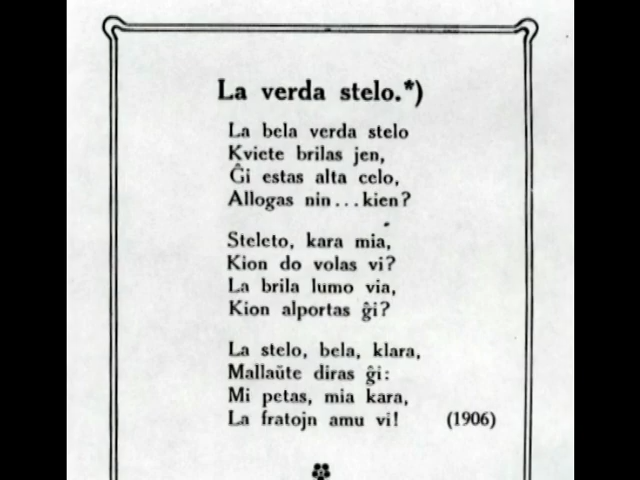 La verda stelo.*)
La bela verda stelo
Kviete brilas jen,
Ĝi estas alta celo,
Allogas nin...kien?
Steleto, kara mia,
Kion do volas vi?
La brila lumo via,
Kion alportas ĝi?
La stelo, bela, klara,
Mallaŭte diras ĝi:
Mi petas, mia kara,
La fratojn amu vi! (1906)